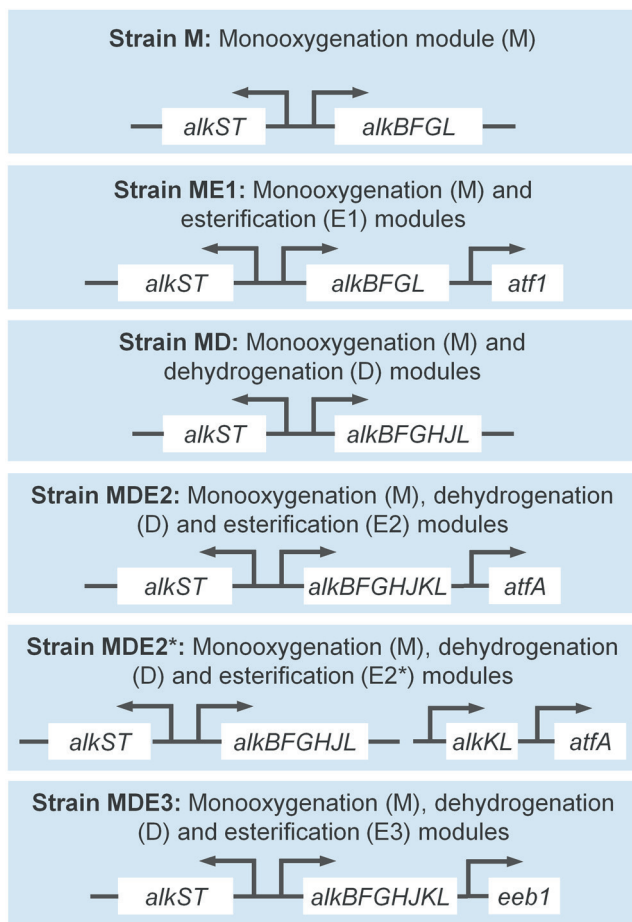 Strain M: Monooxygenation module (M)
alkST alkBFGL
Strain ME1: Monooxygenation (M) and
esterification (E1) modules
alkST alkBFGL atf1
Strain MD: Monooxygenation (M) and
dehydrogenation (D) modules
alkST alkBFGHJL
Strain MDE2: Monooxygenation (M), dehydrogenation
(D) and esterification (E2) modules
alkST alkBFGHJKL atfA
Strain MDE2*: Monooxygenation (M), dehydrogenation
(D) and esterification (E2*) modules
alkST alkBFGHJL alkKL atfA
Strain MDE3: Monooxygenation (M), dehydrogenation
(D) and esterification (E3) modules
alkST alkBFGHJKL eeb1